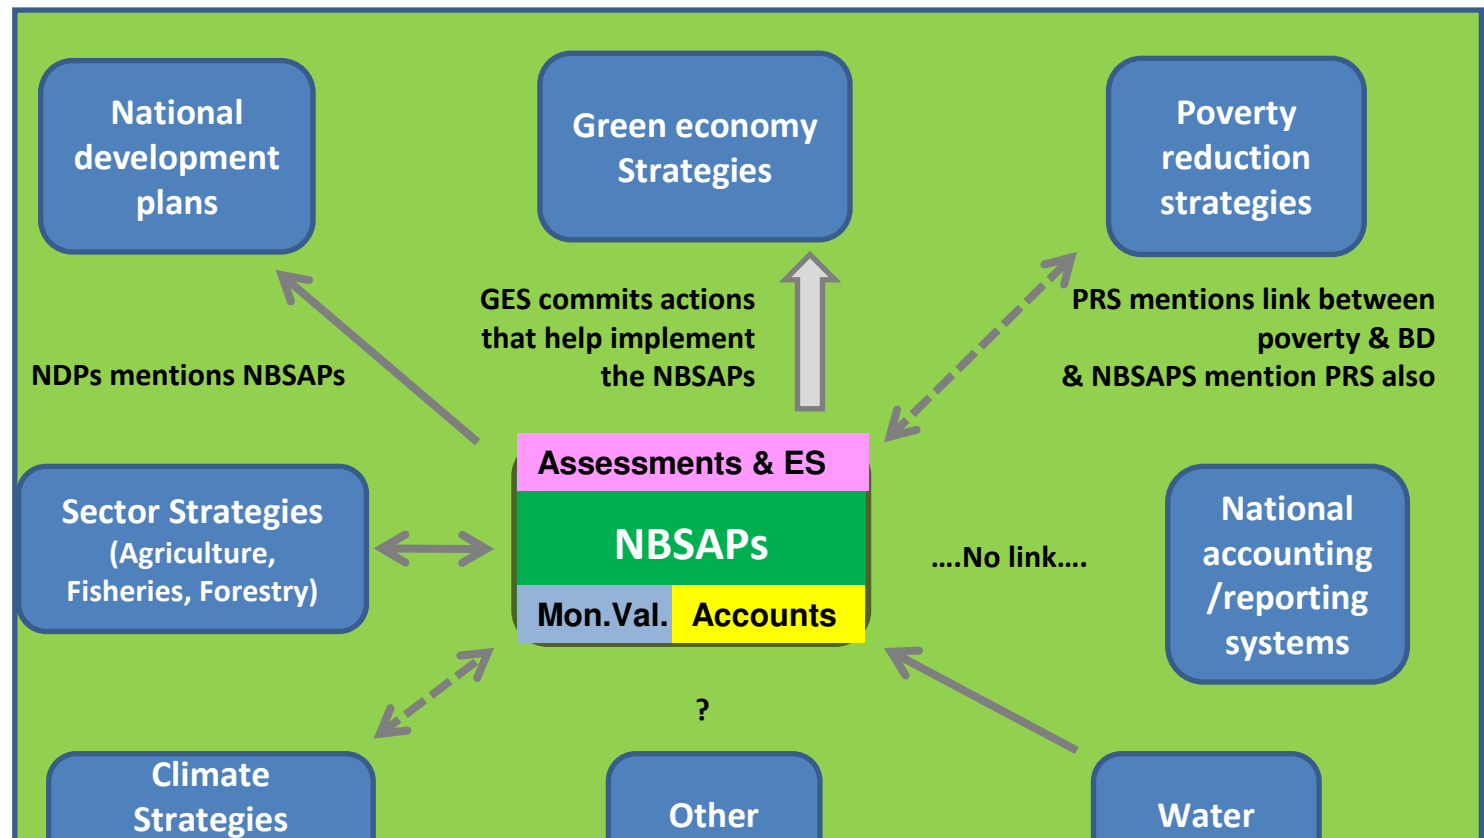 National
development
plans
Green economy
Strategies
Poverty
reduction
strategies
GES commits actions
that help implement
the NBSAPs
PRS mentions link between
poverty & BD
& NBSAPS mention PRS also
NDPs mentions NBSAPs
Assessments & ES
NBSAPs
Mon.Val.
Accounts
Sector Strategies
(Agriculture,
Fisheries, Forestry)
....No link....
National
accounting
/reporting
systems
?
Climate
Strategies
Other
Water